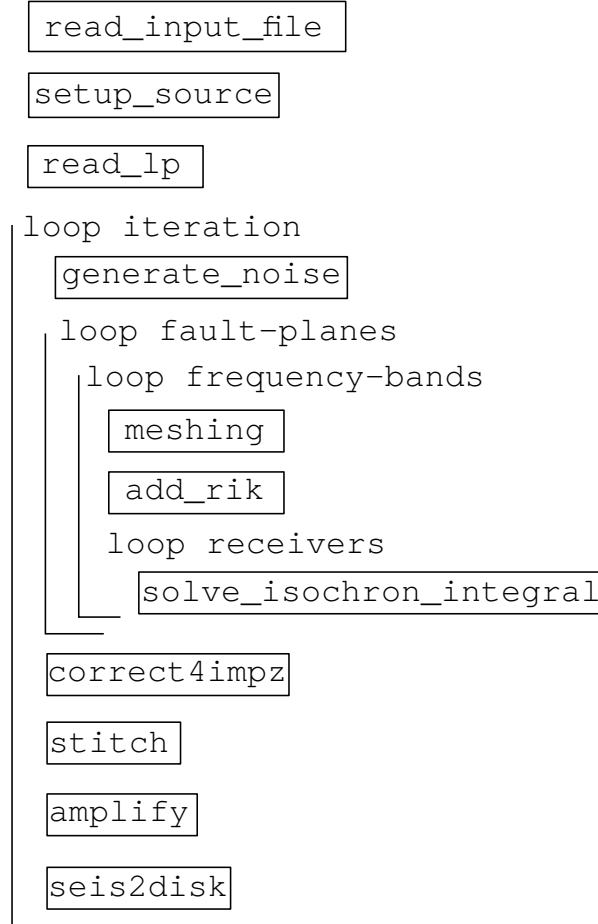 read_input_file
setup_source
read_lp
loop iteration
generate_noise
loop fault-planes
loop frequency-bands
meshing
add_rik
loop receivers
solve_isochron_integral
correct4impz
stitch
amplify
seis2disk